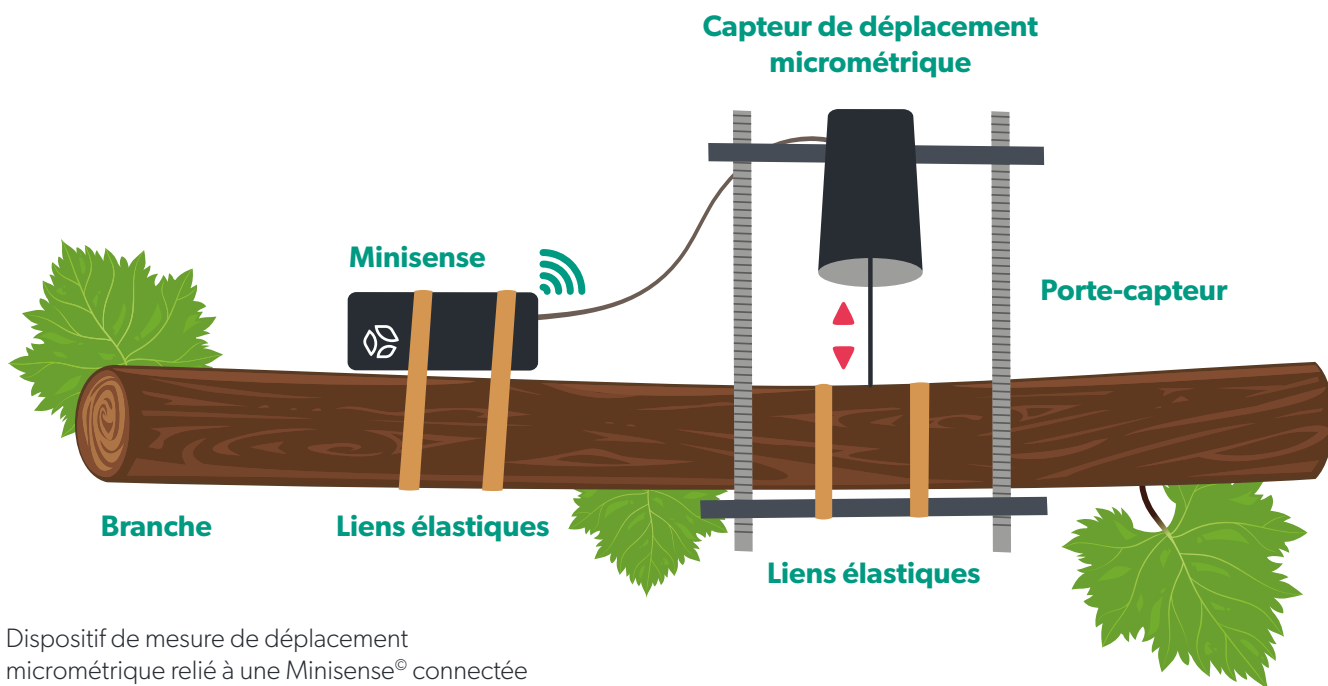 Capteur de déplacement
micrométrique
Minisense
Porte-capteur
Branche
Liens élastiques
Liens élastiques
Dispositif de mesure de déplacement
micrométrique relié à une Minisense© connectée